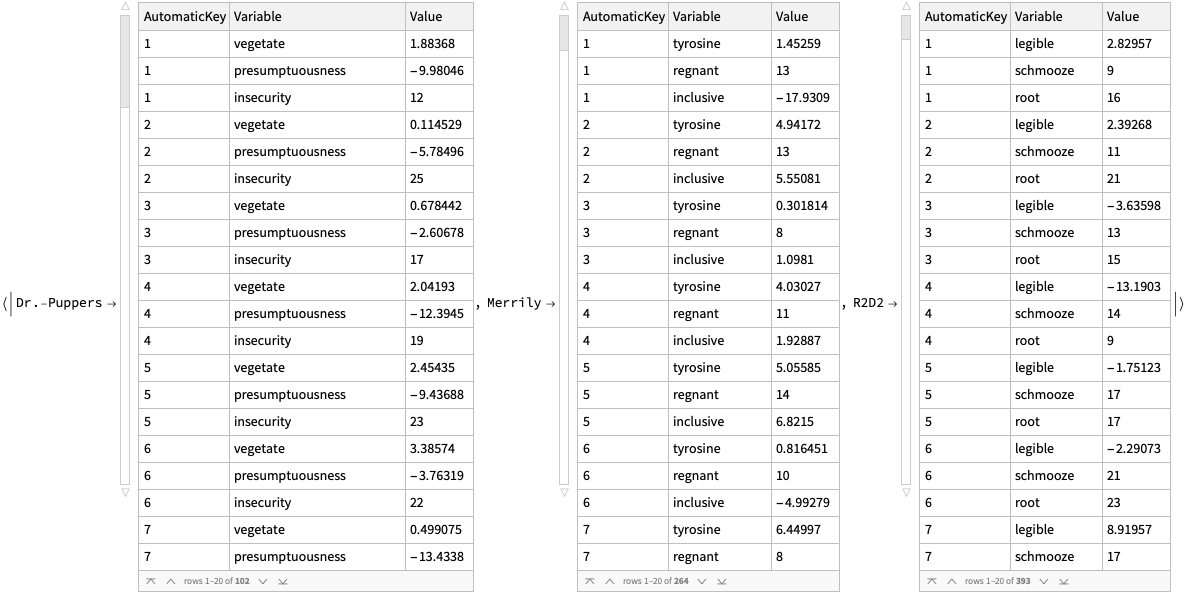 ⟨|Dr.-Puppers →
AutomaticKey Variable Value
1 vegetate 1.88368
1 presumptuousness −9.98046
1 insecurity 12
2 vegetate 0.114529
2 presumptuousness −5.78496
2 insecurity 25
3 vegetate 0.678442
3 presumptuousness −2.60678
3 insecurity 17
4 vegetate 2.04193
4 presumptuousness −12.3945
4 insecurity 19
5 vegetate 2.45435
5 presumptuousness −9.43688
5 insecurity 23
6 vegetate 3.38574
6 presumptuousness −3.76319
6 insecurity 22
7 vegetate 0.499075
7 presumptuousness −13.4338
rows 1–20 of 102
, Merrily →
AutomaticKey Variable Value
1 tyrosine 1.45259
1 regnant 13
1 inclusive −17.9309
2 tyrosine 4.94172
2 regnant 13
2 inclusive 5.55081
3 tyrosine 0.301814
3 regnant 8
3 inclusive 1.0981
4 tyrosine 4.03027
4 regnant 11
4 inclusive 1.92887
5 tyrosine 5.05585
5 regnant 14
5 inclusive 6.8215
6 tyrosine 0.816451
6 regnant 10
6 inclusive −4.99279
7 tyrosine 6.44997
7 regnant 8
rows 1–20 of 264
, R2D2 →
AutomaticKey Variable Value
1 legible 2.82957
1 schmooze 9
1 root 16
2 legible 2.39268
2 schmooze 11
2 root 21
3 legible −3.63598
3 schmooze 13
3 root 15
4 legible −13.1903
4 schmooze 14
4 root 9
5 legible −1.75123
5 schmooze 17
5 root 17
6 legible −2.29073
6 schmooze 21
6 root 23
7 legible 8.91957
7 schmooze 17
rows 1–20 of 393
|⟩